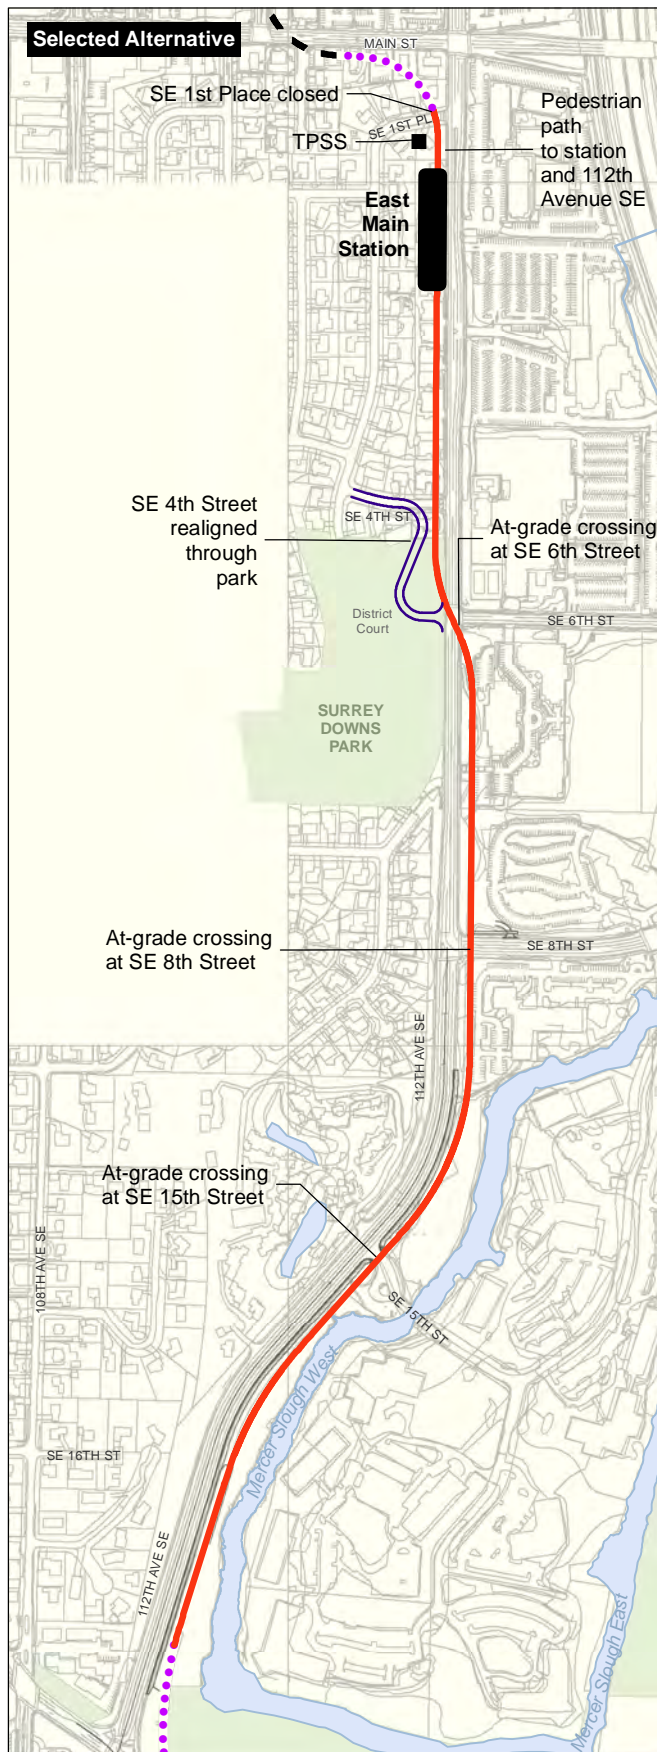 Selected Alternative
MAIN ST
SE 1st Place closed
SE 1ST PL
TPSS
Pedestrian
path
to station
and 112th
Avenue SE
East
Main
Station
SE 4th Street
realigned
through
park
SE 4TH ST
At-grade crossing
at SE 6th Street
District
Court
SE 6TH ST
SURREY
DOWNS
PARK
At-grade crossing
at SE 8th Street
SE 8TH ST
112TH AVE SE
At-grade crossing
at SE 15th Street
108TH AVE SE
SE 15TH ST
Mercer Slough West
SE 16TH ST
112TH AVE SE
Mercer Slough East